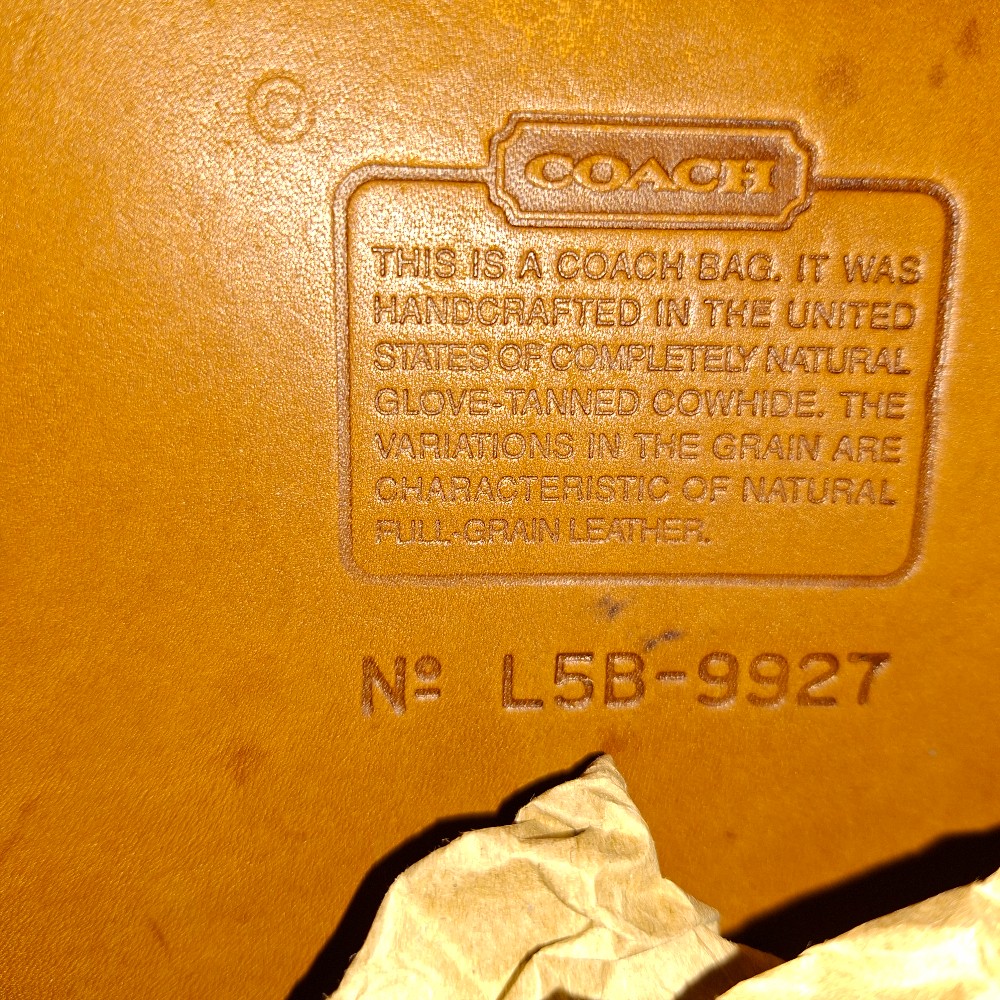 ©
COACH
THIS IS A COACH BAG. IT WAS
HANDCRAFTED IN THE UNITED
STATES OF COMPLETELY NATURAL
GLOVE-TANNED COWHIDE. THE
VARIATIONS IN THE GRAIN ARE
CHARACTERISTIC OF NATURAL
FULL-GRAIN LEATHER.
Nº L5B-9927